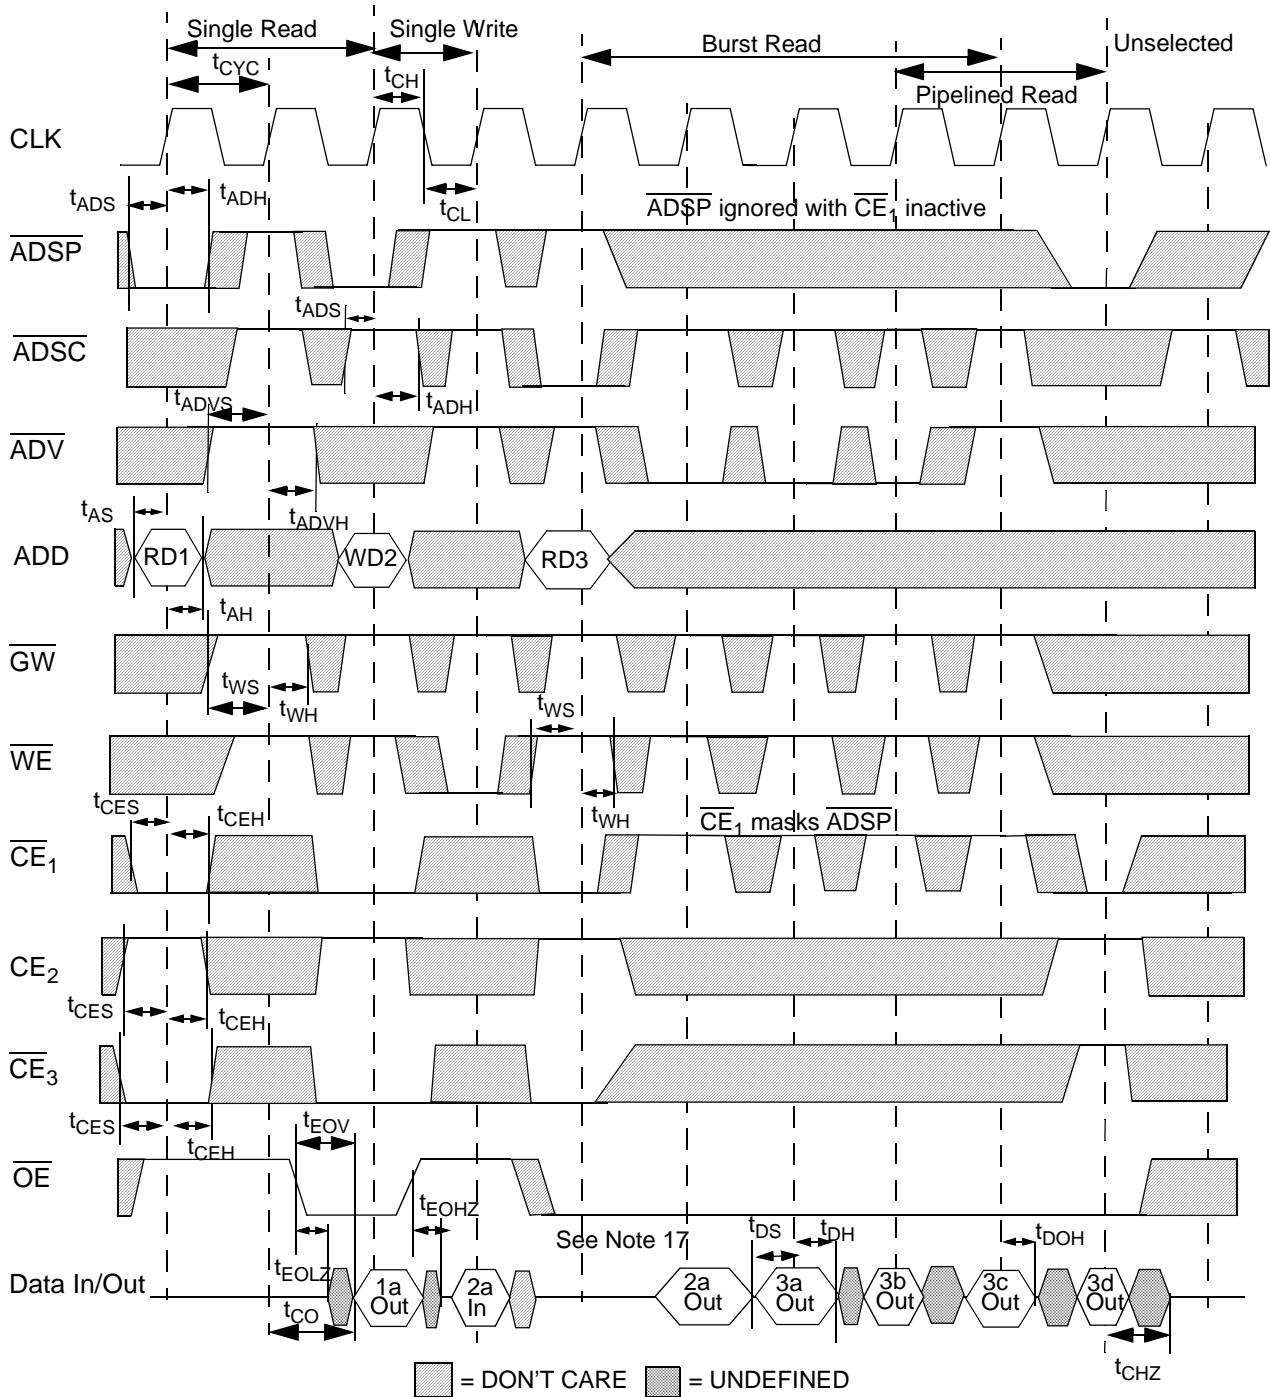 Single Read
Single Write
Burst Read
Unselected
tCYC
tCH
Pipelined Read
CLK
tADS
tADH
tCL
ADSP ignored with CE1 inactive
ADSP
tADS
ADSC
tADVS
tADH
ADV
tAS
tADVH
ADD
RD1
WD2
RD3
tAH
GW
tWS
tWH
tWS
WE
tCES
tCEH
tWH
CE1 masks ADSP
CE1
CE2
tCES
tCEH
CE3
tCES
tCEH
tEOV
OE
tEOHZ
See Note 17
tDS
tDH
tDOH
tEOLZ
Data In/Out
1a Out
2a In
2a Out
3a Out
3b Out
3c Out
3d Out
tCO
tCHZ
= DON'T CARE
= UNDEFINED